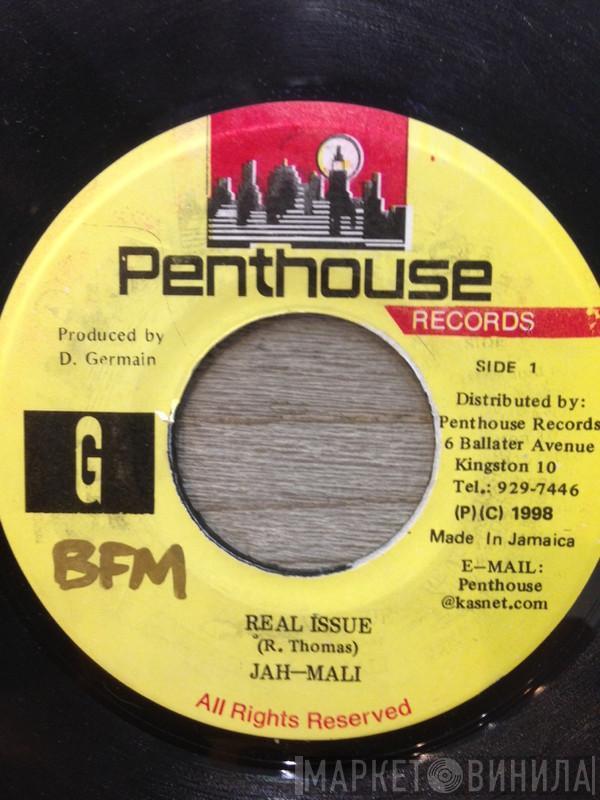 Penthouse
RECORDS
Produced by
D. Germain
SIDE 1
G
Distributed by:
Penthouse Records
6 Ballater Avenue
Kingston 10
Tel.: 929-7446
(P)(C) 1998
Made In Jamaica
E-MAIL:
Penthouse
@kasnet.com
BFM
REAL ISSUE
(R. Thomas)
JAH-MALI
All Rights Reserved
МАРКЕТ ВИНИЛА